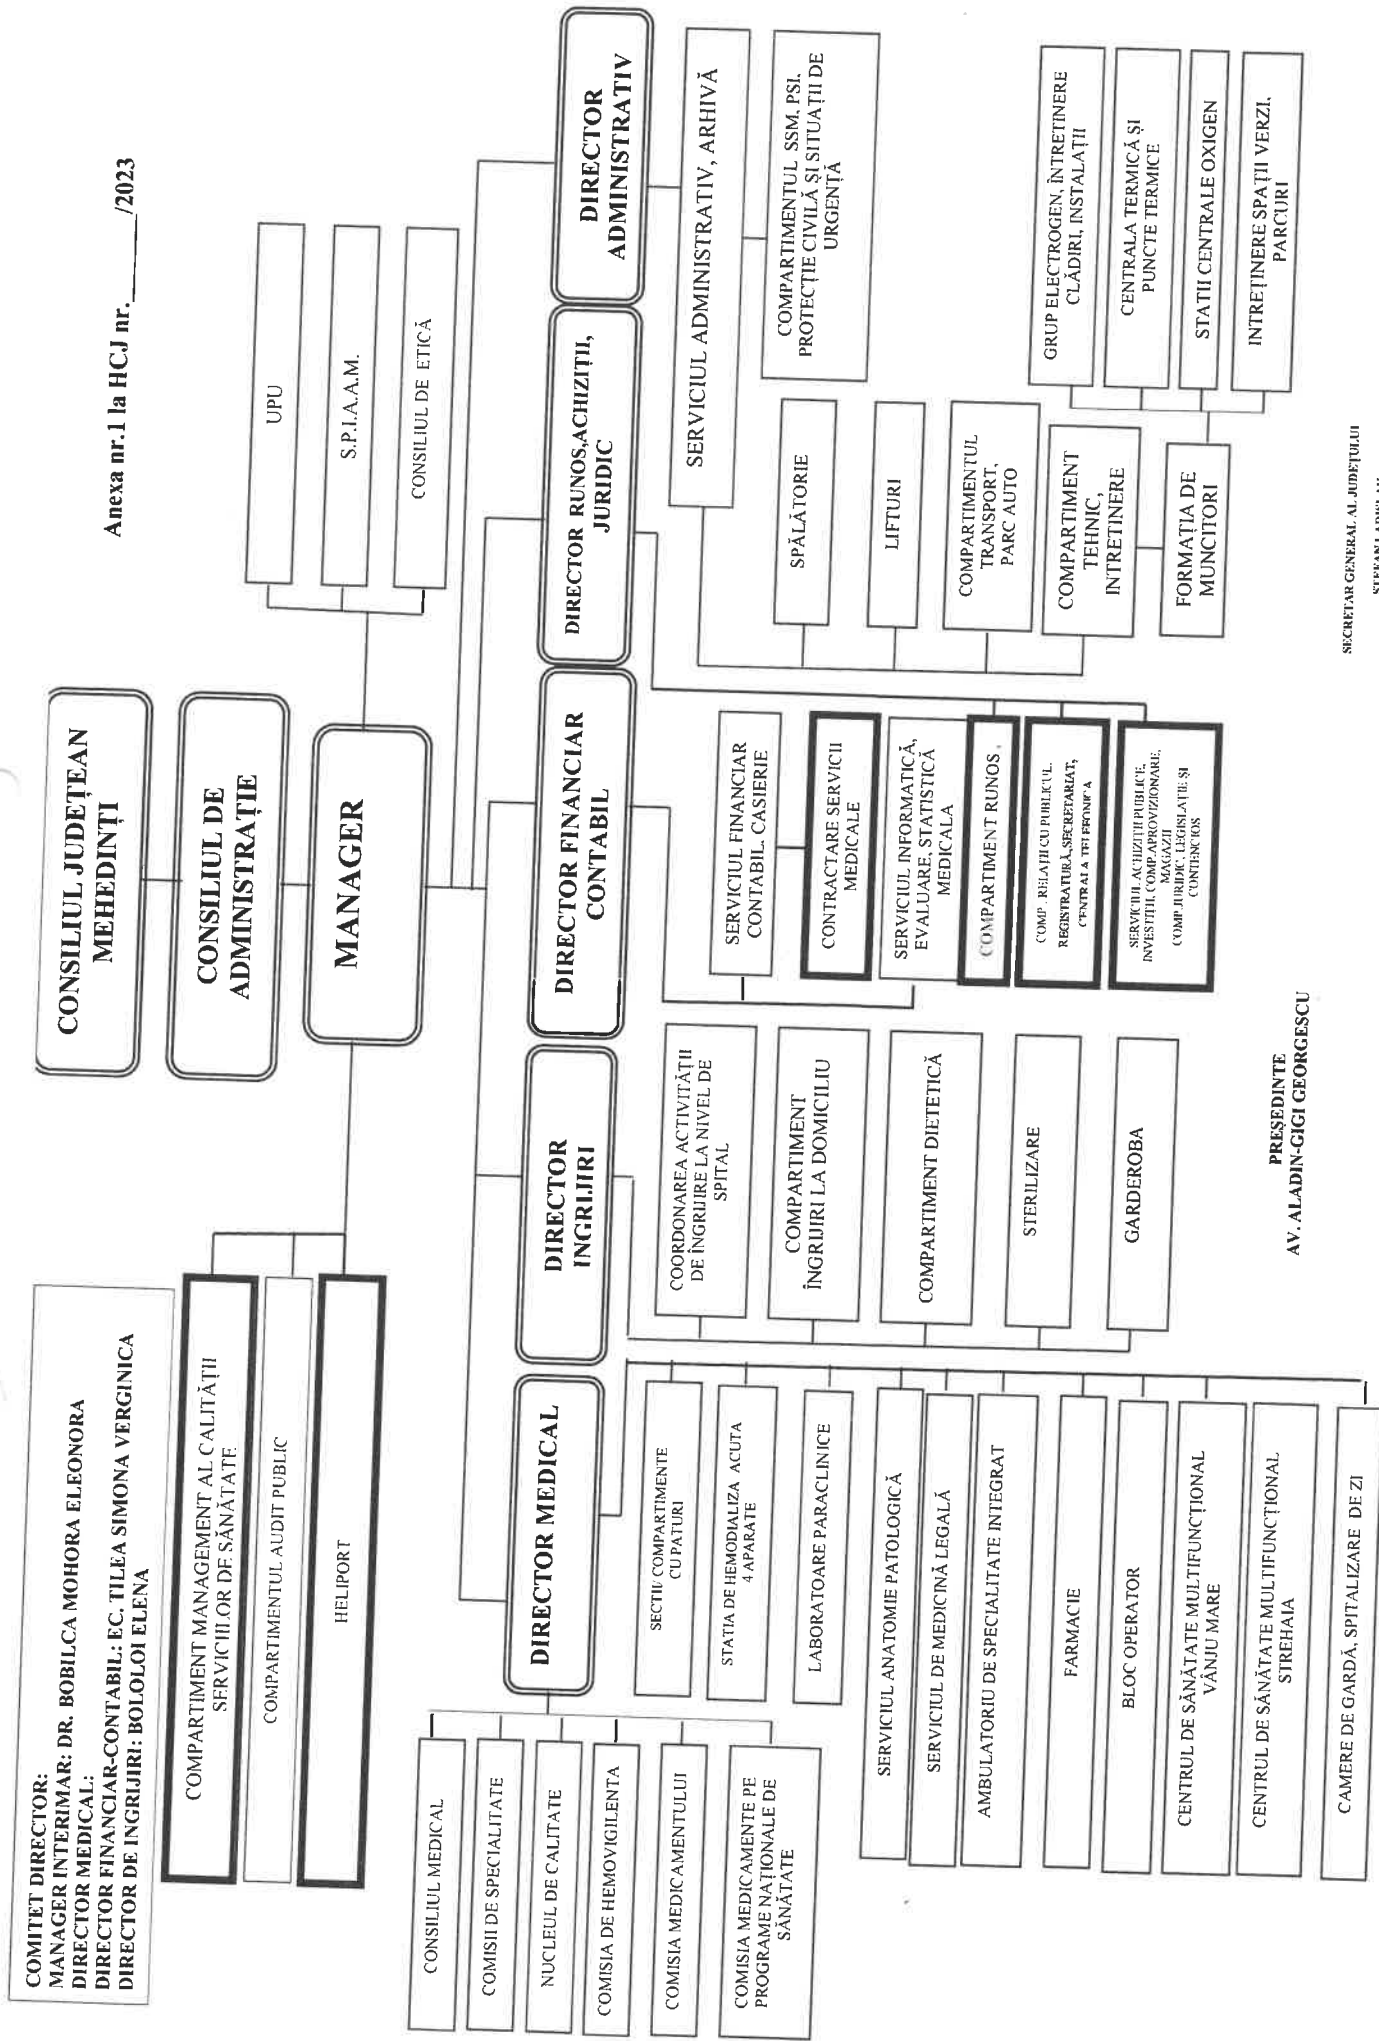 Anexa nr.1 la HCJ nr.______/2023
COMITET DIRECTOR:
MANAGER INTERIMAR: DR. BOBILCA MOHORA ELEONORA
DIRECTOR MEDICAL:
DIRECTOR FINANCIAR-CONTABIL: EC. TILEA SIMONA VERGINICA
DIRECTOR DE INGRIJIRI: BOLOI ELENA
CONSILIUL JUDEȚEAN
MEHEDINȚI
CONSILIUL DE
ADMINISTRAȚIE
MANAGER
COMPARTIMENT MANAGEMENT AL CALITĂȚII
SERVICIILOR DE SĂNĂTATE
COMPARTIMENTUL AUDIT PUBLIC
HELIPORT
UPU
S.P.I.A.A.M.
CONSILIUL DE ETICĂ
DIRECTOR MEDICAL
DIRECTOR
INGRIJIRI
DIRECTOR FINANCIAR
CONTABIL
DIRECTOR RUNOS,ACHIZIȚII,
JURIDIC
DIRECTOR
ADMINISTRATIV
CONSILIUL MEDICAL
COMISII DE SPECIALITATE
NUCLEUL DE CALITATE
COMISIA DE HEMOVIGILENTA
COMISIA MEDICAMENTULUI
COMISIA MEDICAMENTE PE
PROGRAME NAȚIONALE DE
SĂNĂTATE
SECTII/ COMPARTIMENTE
CU PATURI
STATIA DE HEMODIALIZA ACUTA
4 APARATE
LABORATOARE PARACLINICE
SERVICIUL ANATOMIE PATOLOGICĂ
SERVICIUL DE MEDICINĂ LEGALĂ
AMBULATORIU DE SPECIALITATE INTEGRAT
FARMACIE
BLOC OPERATOR
CENTRUL DE SĂNĂTATE MULTIFUNCȚIONAL
VÂNJU MARE
CENTRUL DE SĂNĂTATE MULTIFUNCȚIONAL
STREHAIA
CAMERE DE GARDĂ, SPITALIZARE DE ZI
COORDONAREA ACTIVITĂȚII
DE ÎNGRIJIRE LA NIVEL DE
SPITAL
COMPARTIMENT
ÎNGRIJIRI LA DOMICILIU
COMPARTIMENT DIETETICĂ
STERILIZARE
GARDEROBA
SERVICIUL FINANCIAR
CONTABIL, CASIERIE
CONTRACTARE SERVICII
MEDICALE
SERVICIUL INFORMATICĂ,
EVALUARE, STATISTICĂ
MEDICALA
COMPARTIMENT RUNOS ,
COMP . RELAȚII CU PUBLICUL.
REGISTRATURĂ,SECRETARIAT,
CENTRALA TELEFONICA
SERVICIUL ACHIZITII PUBLICE,
INVESTIȚII, COMP.APROVIZIONARE,
MAGAZII
COMP.JURIDIC, LEGISLAȚIE ȘI
CONTENCIOS
SERVICIUL ADMINISTRATIV, ARHIVĂ
COMPARTIMENTUL SSM, PSI,
PROTECȚIE CIVILĂ ȘI SITUAȚII DE
URGENȚĂ
SPĂLĂTORIE
LIFTURI
COMPARTIMENTUL
TRANSPORT,
PARC AUTO
COMPARTIMENT
TEHNIC,
INTRETINERE
FORMAȚIA DE
MUNCITORI
GRUP ELECTROGEN, ÎNTREȚINERE
CLĂDIRI, INSTALAȚII
CENTRALA TERMICĂ ȘI
PUNCTE TERMICE
STATII CENTRALE OXIGEN
INTREȚINERE SPAȚII VERZI,
PARCURI
PREȘEDINTE
AV. ALADIN-GIGI GEORGESCU
SECRETAR GENERAL AL JUDEȚULUI